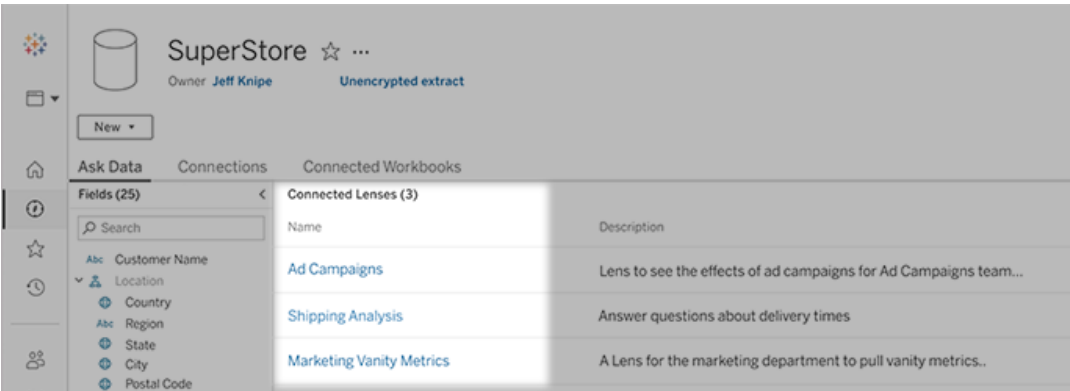 SuperStore ☆ ...
Owner Jeff Knipe Unencrypted extract
New
Ask Data Connections Connected Workbooks
Fields (25) < Connected Lenses (3)
Search Name Description
Abc Customer Name
Ad Campaigns Lens to see the effects of ad campaigns for Ad Campaigns team...
Location
Country
Shipping Analysis Answer questions about delivery times
Abc Region
State
City
Marketing Vanity Metrics A Lens for the marketing department to pull vanity metrics..
Postal Code